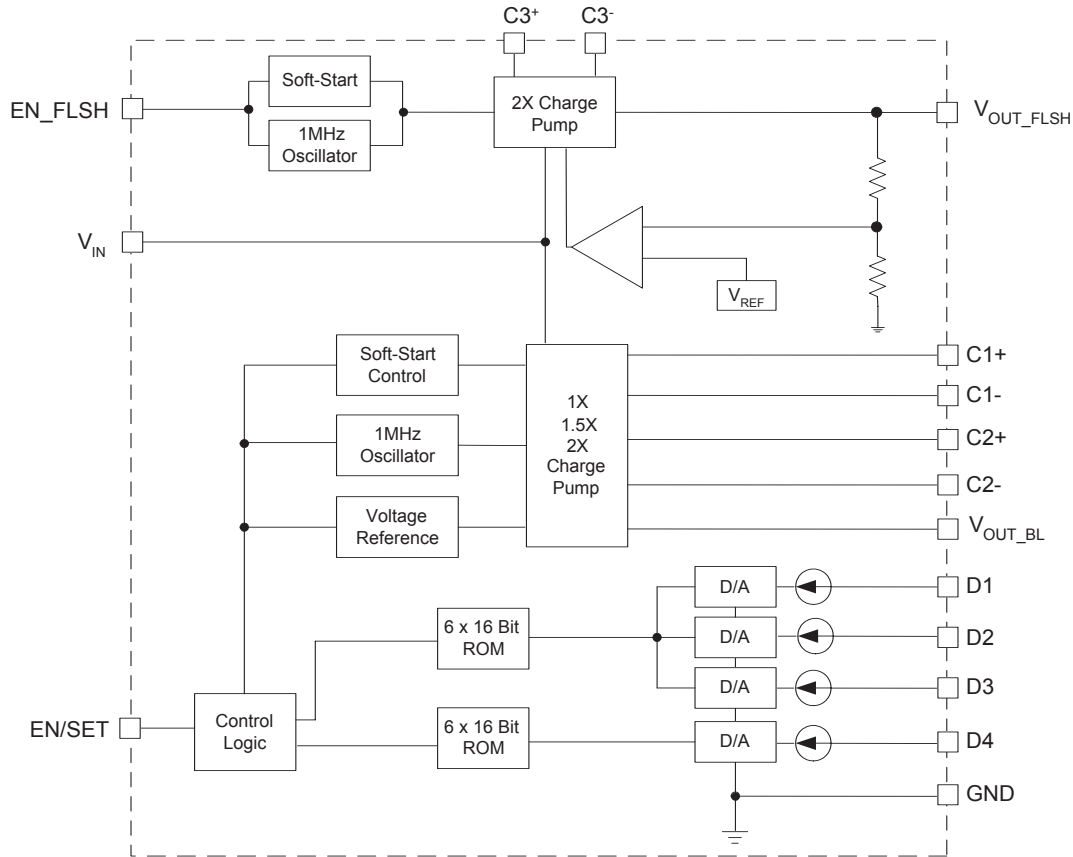 C3+
C3-
EN_FLSH
Soft-Start
1MHz
Oscillator
2X Charge
Pump
VOUT_FLSH
VIN
VREF
Soft-Start
Control
1MHz
Oscillator
Voltage
Reference
1X
1.5X
2X
Charge
Pump
C1+
C1-
C2+
C2-
VOUT_BL
D/A
D1
6 x 16 Bit
ROM
D/A
D2
D/A
D3
EN/SET
Control
Logic
6 x 16 Bit
ROM
D/A
D4
GND